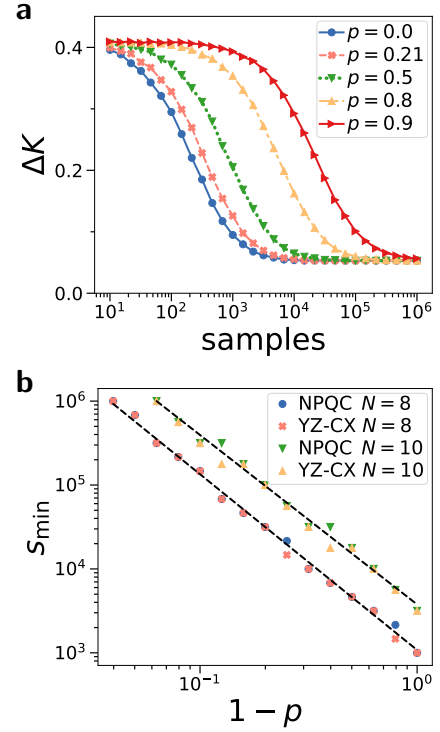 a
0.4
0.2
0.0
ΔK
p = 0.0
p = 0.21
p = 0.5
p = 0.8
p = 0.9
10¹ 10² 10³ 10⁴ 10⁵ 10⁶
samples
b
10⁶
10⁵
10⁴
10³
s_min
NPQC N = 8
YZ-CX N = 8
NPQC N = 10
YZ-CX N = 10
10⁻¹ 10⁰
1 − p